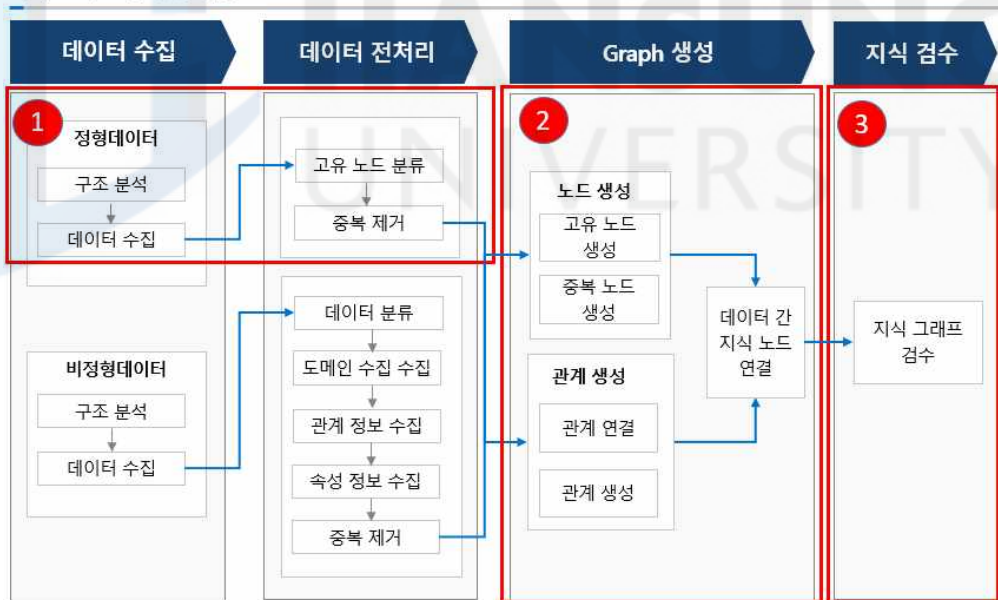 데이터 수집
데이터 전처리
Graph 생성
지식 검수
1
정형데이터
구조 분석
데이터 수집
비정형데이터
구조 분석
데이터 수집
고유 노드 분류
중복 제거
데이터 분류
도메인 수집 수집
관계 정보 수집
속성 정보 수집
중복 제거
2
노드 생성
고유 노드
생성
중복 노드
생성
관계 생성
관계 연결
관계 생성
데이터 간
지식 노드
연결
3
지식 그래프
검수
UNIVERSITY